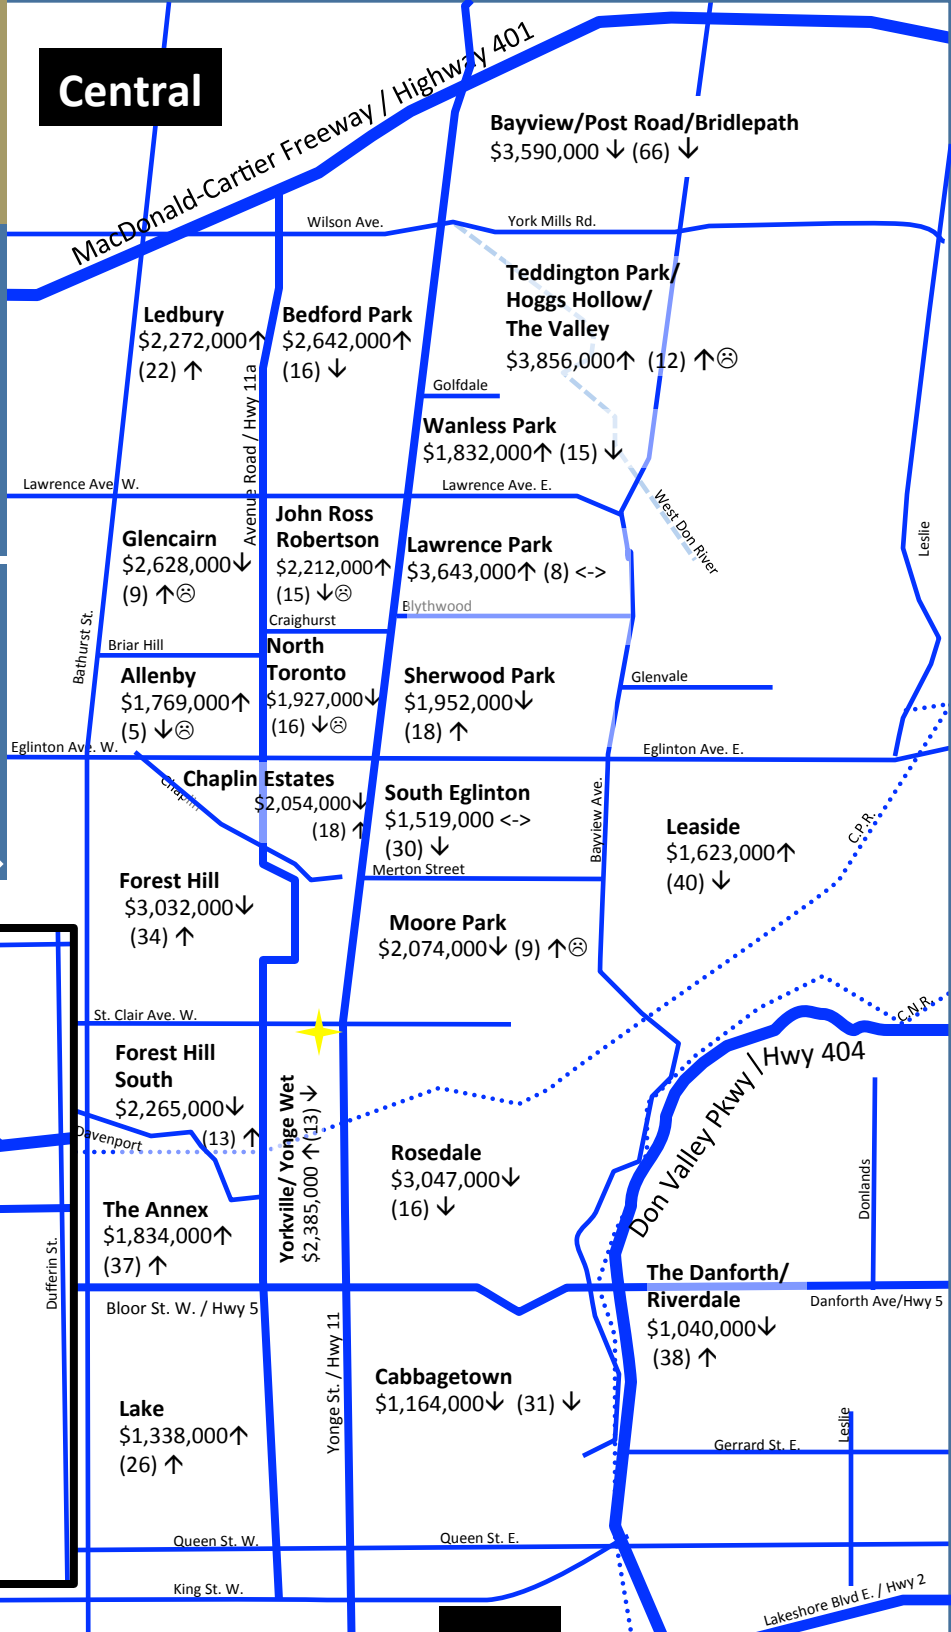 Central
MacDonald-Cartier Freeway / Highway 401
Bayview/Post Road/Bridlepath
$3,590,000 ↓ (66) ↓
Wilson Ave.
York Mills Rd.
Teddington Park/
Hoggs Hollow/
The Valley
$3,856,000↑ (12) ↑☹
Ledbury
$2,272,000↑
(22) ↑
Bedford Park
$2,642,000↑
(16) ↓
Avenue Road / Hwy 11a
Golfdale
Wanless Park
$1,832,000↑ (15) ↓
Lawrence Ave. W.
Lawrence Ave. E.
West Don River
Leslie
Glencairn
$2,628,000↓
(9) ↑☹
John Ross
Robertson
$2,212,000↑
(15) ↓☹
Lawrence Park
$3,643,000↑ (8) <->
Blythwood
Craighurst
Bathurst St.
Briar Hill
Allenby
$1,769,000↑
(5) ↓☹
North
Toronto
$1,927,000↓
(16) ↓☹
Sherwood Park
$1,952,000↓
(18) ↑
Glenvale
Eglinton Ave. W.
Eglinton Ave. E.
Chaplin
Chaplin Estates
$2,054,000↓
(18) ↑
South Eglinton
$1,519,000 <->
(30) ↓
Merton Street
Bayview Ave.
Leaside
$1,623,000↑
(40) ↓
C.P.R.
Forest Hill
$3,032,000↓
(34) ↑
Moore Park
$2,074,000↓ (9) ↑☹
St. Clair Ave. W.
C.N.R.
Don Valley Pkwy / Hwy 404
Forest Hill
South
$2,265,000↓
(13) ↑
Davenport
Yorkville/ Yonge Wet
$2,385,000 ↑(13) ↓
Rosedale
$3,047,000↓
(16) ↓
Donlands
The Annex
$1,834,000↑
(37) ↑
Dufferin St.
Bloor St. W. / Hwy 5
The Danforth/
Riverdale
$1,040,000↓
(38) ↑
Danforth Ave/Hwy 5
Yonge St. / Hwy 11
Cabbagetown
$1,164,000↓ (31) ↓
Lake
$1,338,000↑
(26) ↑
Leslie
Gerrard St. E.
Queen St. W.
Queen St. E.
King St. W.
Lakeshore Blvd E. / Hwy 2